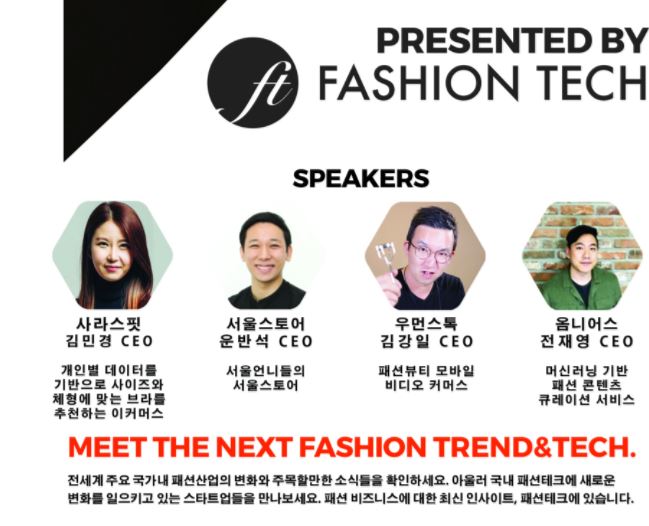 PRESENTED BY
ft FASHION TECH
SPEAKERS
사라스핏
김민경 CEO
개인별 데이터를
기반으로 사이즈와
체형에 맞는 브라를
추천하는 이커머스
서울스토어
운반석 CEO
서울언니들의
서울스토어
우먼스톡
김강일 CEO
패션뷰티 모바일
비디오 커머스
옴니어스
전재영 CEO
머신러닝 기반
패션 콘텐츠
큐레이션 서비스
MEET THE NEXT FASHION TREND&TECH.
전세계 주요 국가내 패션산업의 변화와 주목할만한 소식들을 확인하세요. 아울러 국내 패션테크에 새로운
변화를 일으키고 있는 스타트업들을 만나보세요. 패션 비즈니스에 대한 최신 인사이트, 패션테크에 있습니다.